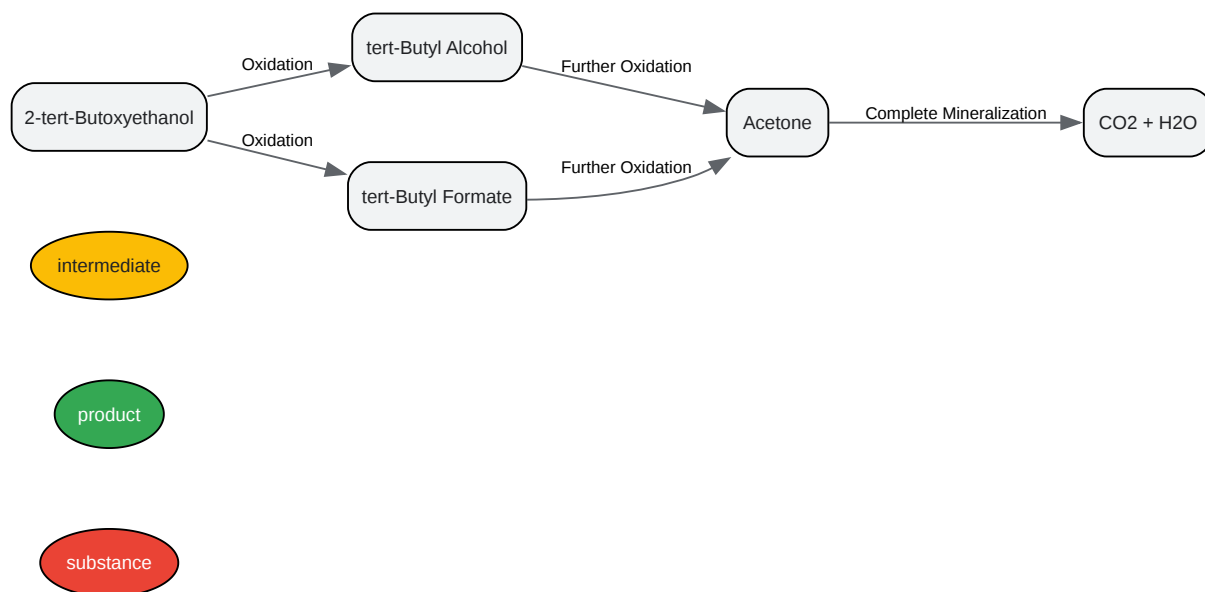 tert-Butyl Alcohol
Oxidation
Further Oxidation
2-tert-Butoxyethanol
Acetone
Complete Mineralization
CO2 + H2O
Oxidation
Further Oxidation
tert-Butyl Formate
intermediate
product
substance